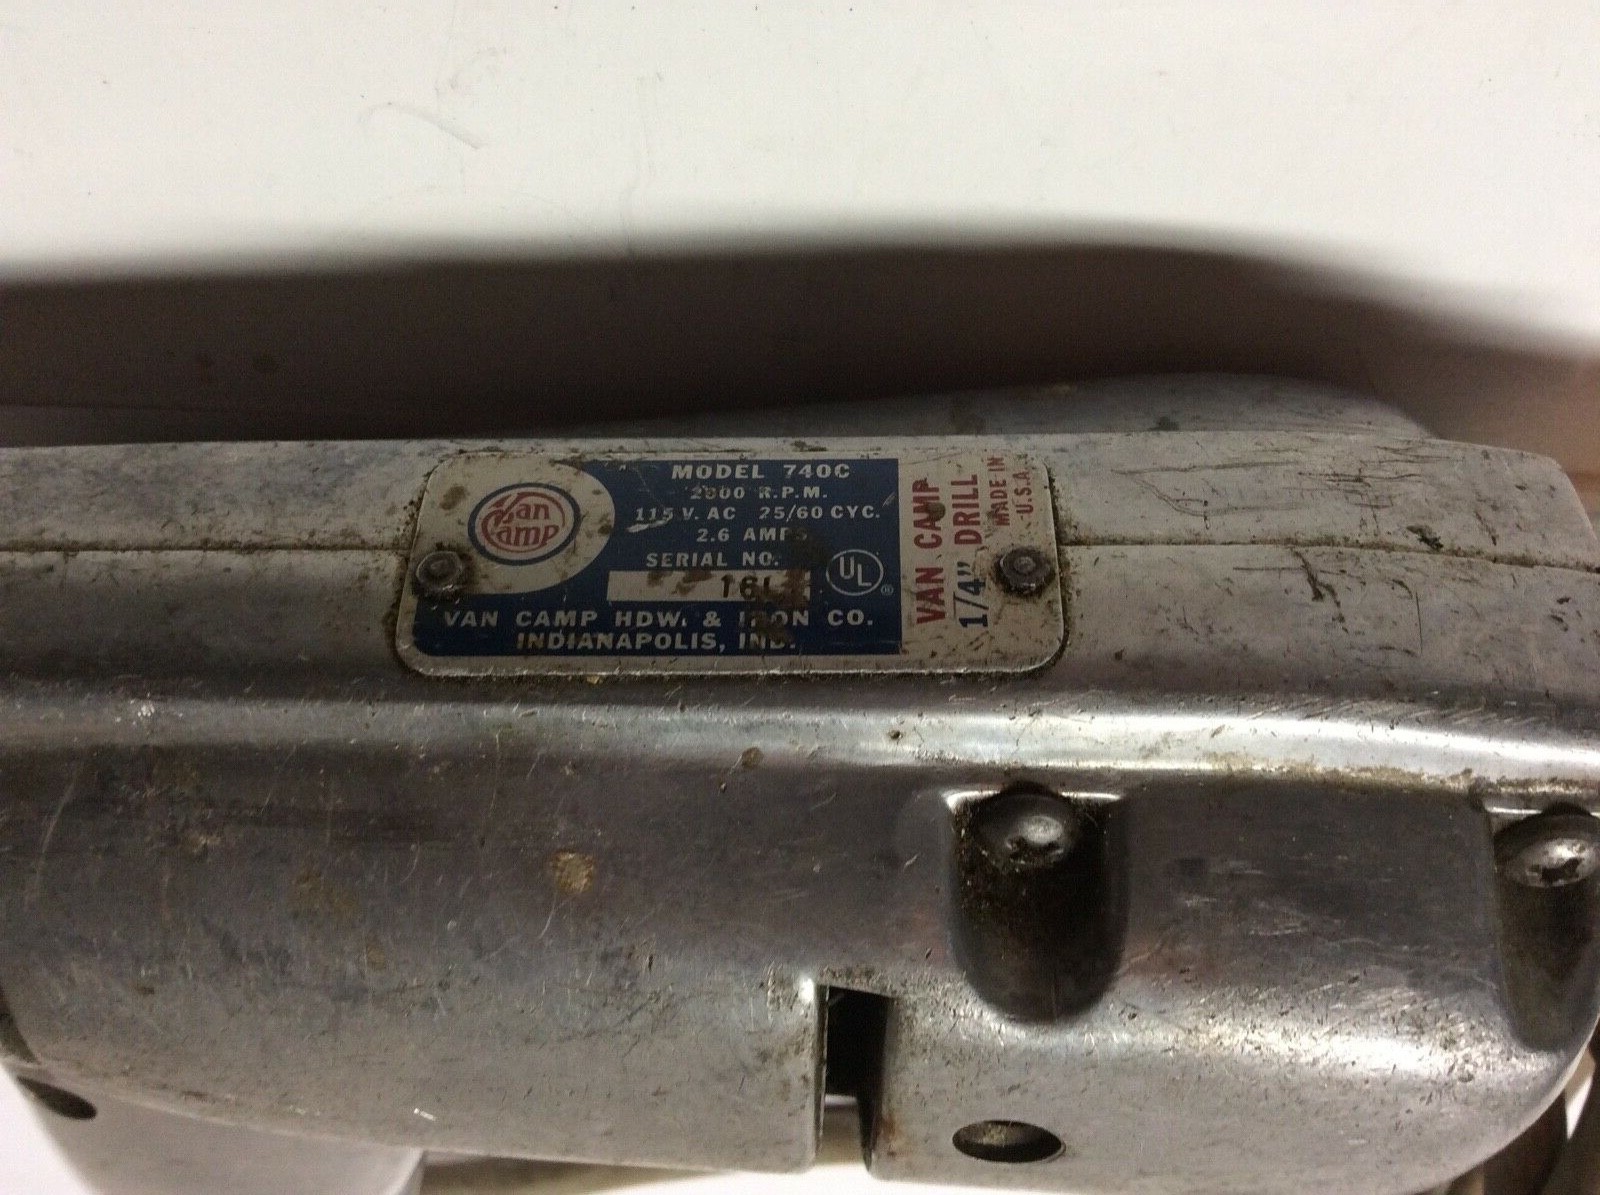 Van
Camp
MODEL 740C
R.P.M.
115 V. AC 25/60 CYC.
2.6 AMPS
SERIAL NO.
UL
®
VAN CAMP HDW. & IRON CO.
INDIANAPOLIS, IND.
VAN CAMP
1/4" DRILL
MADE IN
U.S.A.